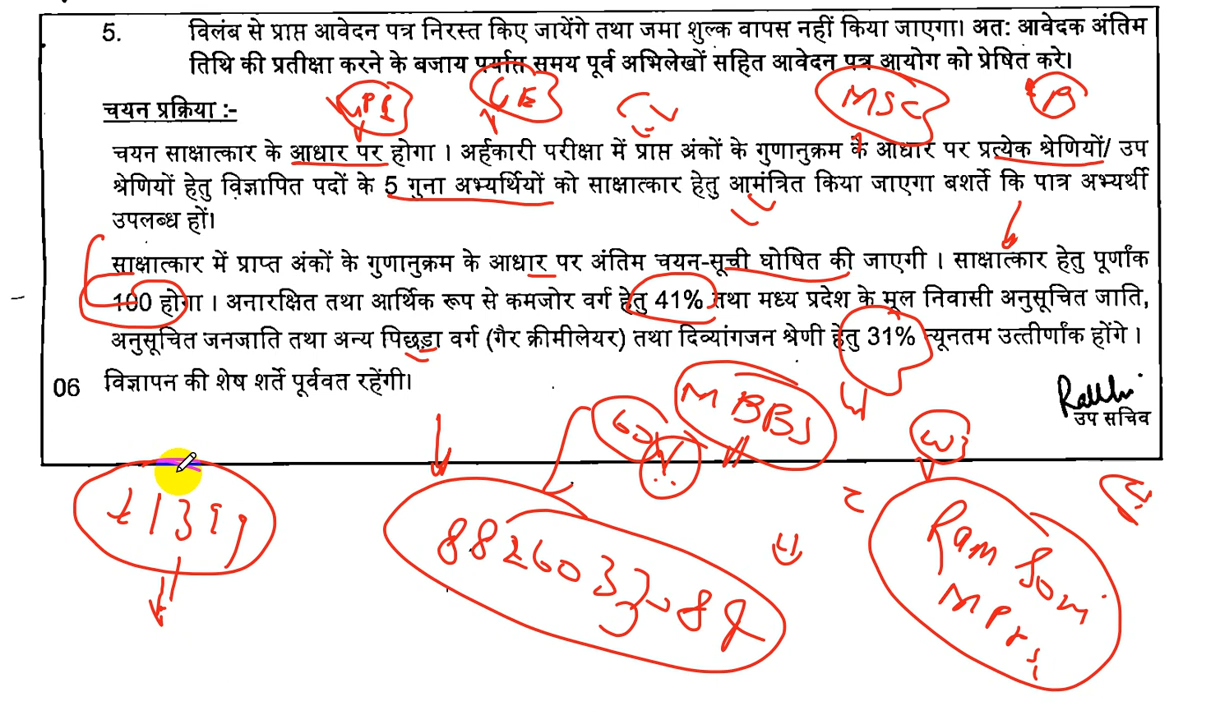 5. विलंब से प्राप्त आवेदन पत्र निरस्त किए जायेंगे तथा जमा शुल्क वापस नहीं किया जाएगा। अत: आवेदक अंतिम
तिथि की प्रतीक्षा करने के बजाय पर्याप्त समय पूर्व अभिलेखों सहित आवेदन पत्र आयोग को प्रेषित करे।
चयन प्रक्रिया :-
MSC
B
चयन साक्षात्कार के आधार पर होगा । अर्हकारी परीक्षा में प्राप्त अंकों के गुणानुक्रम के आधार पर प्रत्येक श्रेणियों/ उप
श्रेणियों हेतु विज्ञापित पदों के 5 गुना अभ्यर्थियों को साक्षात्कार हेतु आमंत्रित किया जाएगा बशर्ते कि पात्र अभ्यर्थी
उपलब्ध हों।
साक्षात्कार में प्राप्त अंकों के गुणानुक्रम के आधार पर अंतिम चयन-सूची घोषित की जाएगी । साक्षात्कार हेतु पूर्णांक
100 होगा । अनारक्षित तथा आर्थिक रूप से कमजोर वर्ग हेतु 41% तथा मध्य प्रदेश के मूल निवासी अनुसूचित जाति,
अनुसूचित जनजाति तथा अन्य पिछड़ा वर्ग (गैर क्रीमीलेयर) तथा दिव्यांगजन श्रेणी हेतु 31% न्यूनतम उत्तीर्णांक होंगे ।
06 विज्ञापन की शेष शर्ते पूर्ववत रहेंगी।
MBBS
उप सचिव
Ram Soni